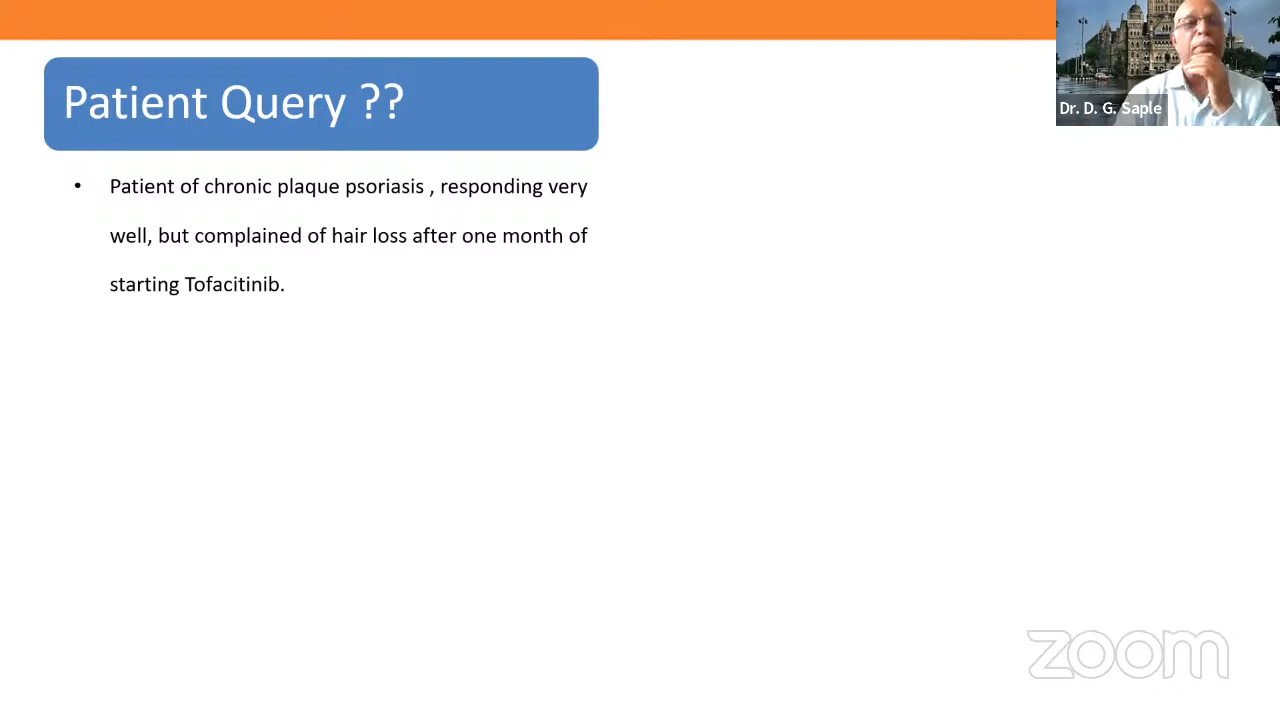 Patient Query ??
Dr. D. G. Saple
• Patient of chronic plaque psoriasis , responding very
well, but complained of hair loss after one month of
starting Tofacitinib.
zoom